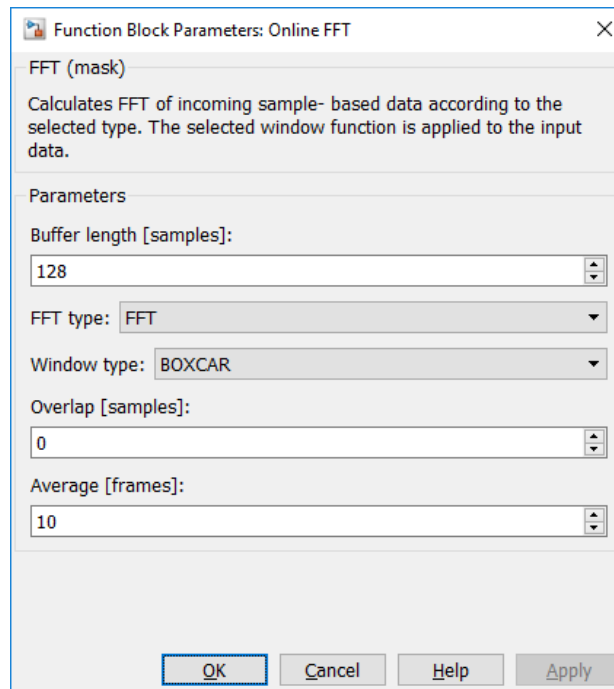 Function Block Parameters: Online FFT
FFT (mask)
Calculates FFT of incoming sample- based data according to the
selected type. The selected window function is applied to the input
data.
Parameters
Buffer length [samples]:
128
FFT type: FFT
Window type: BOXCAR
Overlap [samples]:
0
Average [frames]:
10
OK Cancel Help Apply